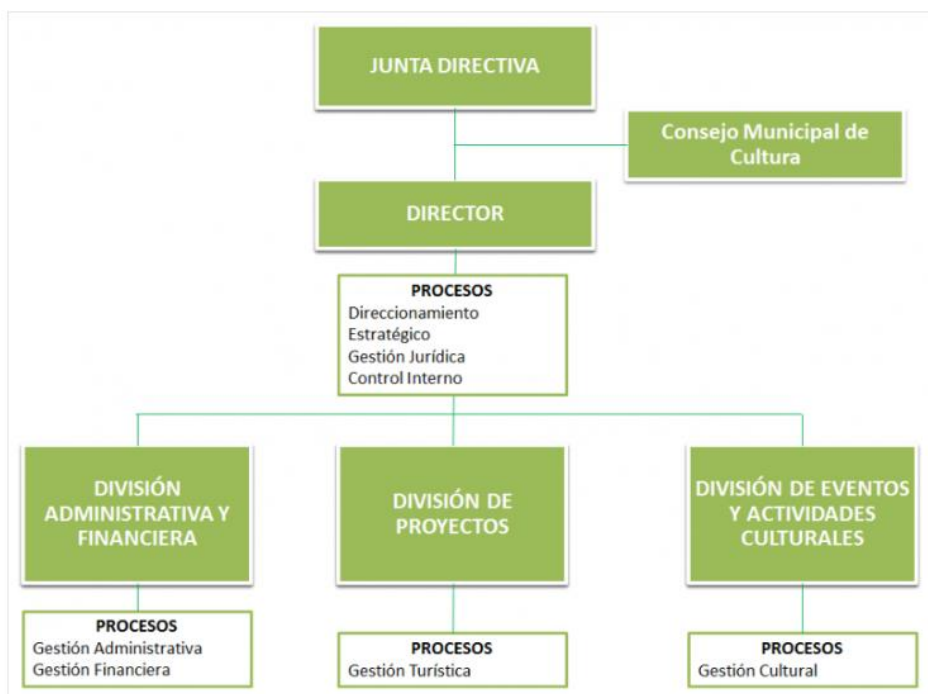 JUNTA DIRECTIVA
Consejo Municipal de
Cultura
DIRECTOR
PROCESOS
Direccionamiento
Estratégico
Gestión Jurídica
Control Interno
DIVISIÓN
ADMINISTRATIVA Y
FINANCIERA
PROCESOS
Gestión Administrativa
Gestión Financiera
DIVISIÓN DE
PROYECTOS
PROCESOS
Gestión Turística
DIVISIÓN DE EVENTOS
Y ACTIVIDADES
CULTURALES
PROCESOS
Gestión Cultural